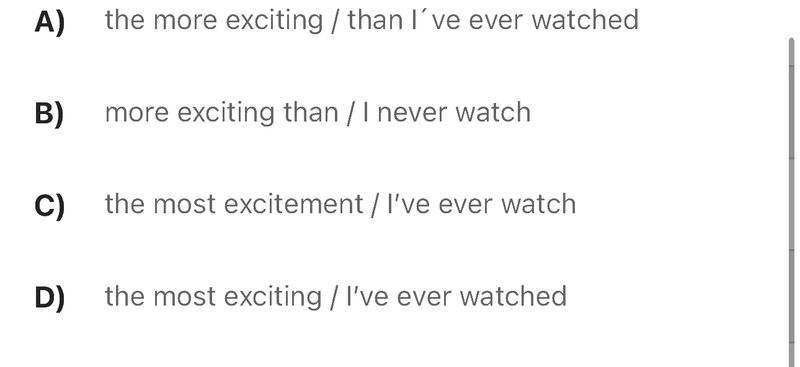 A) the more exciting / than I´ve ever watched
B) more exciting than / I never watch
C) the most excitement / I've ever watch
D) the most exciting / I've ever watched